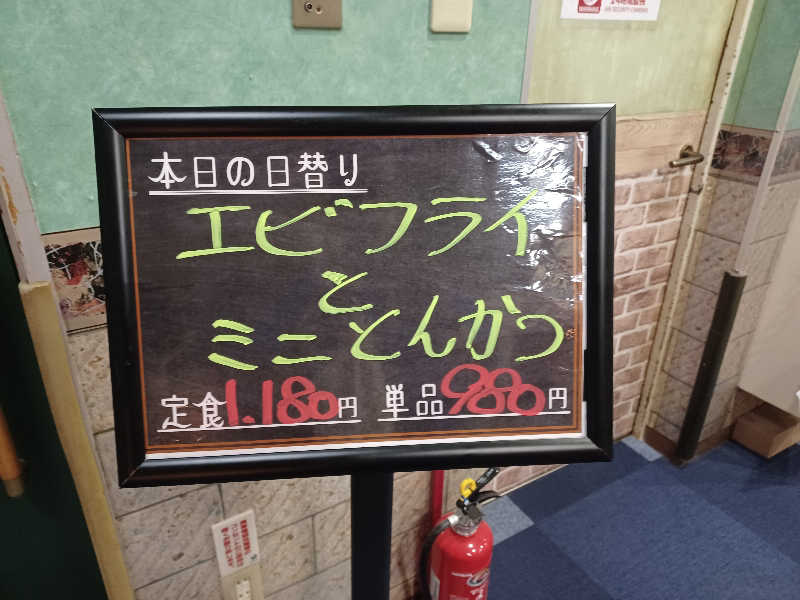 本日の日替り
エビフライ
と
ミニとんかつ
定食1.180円 単品980円